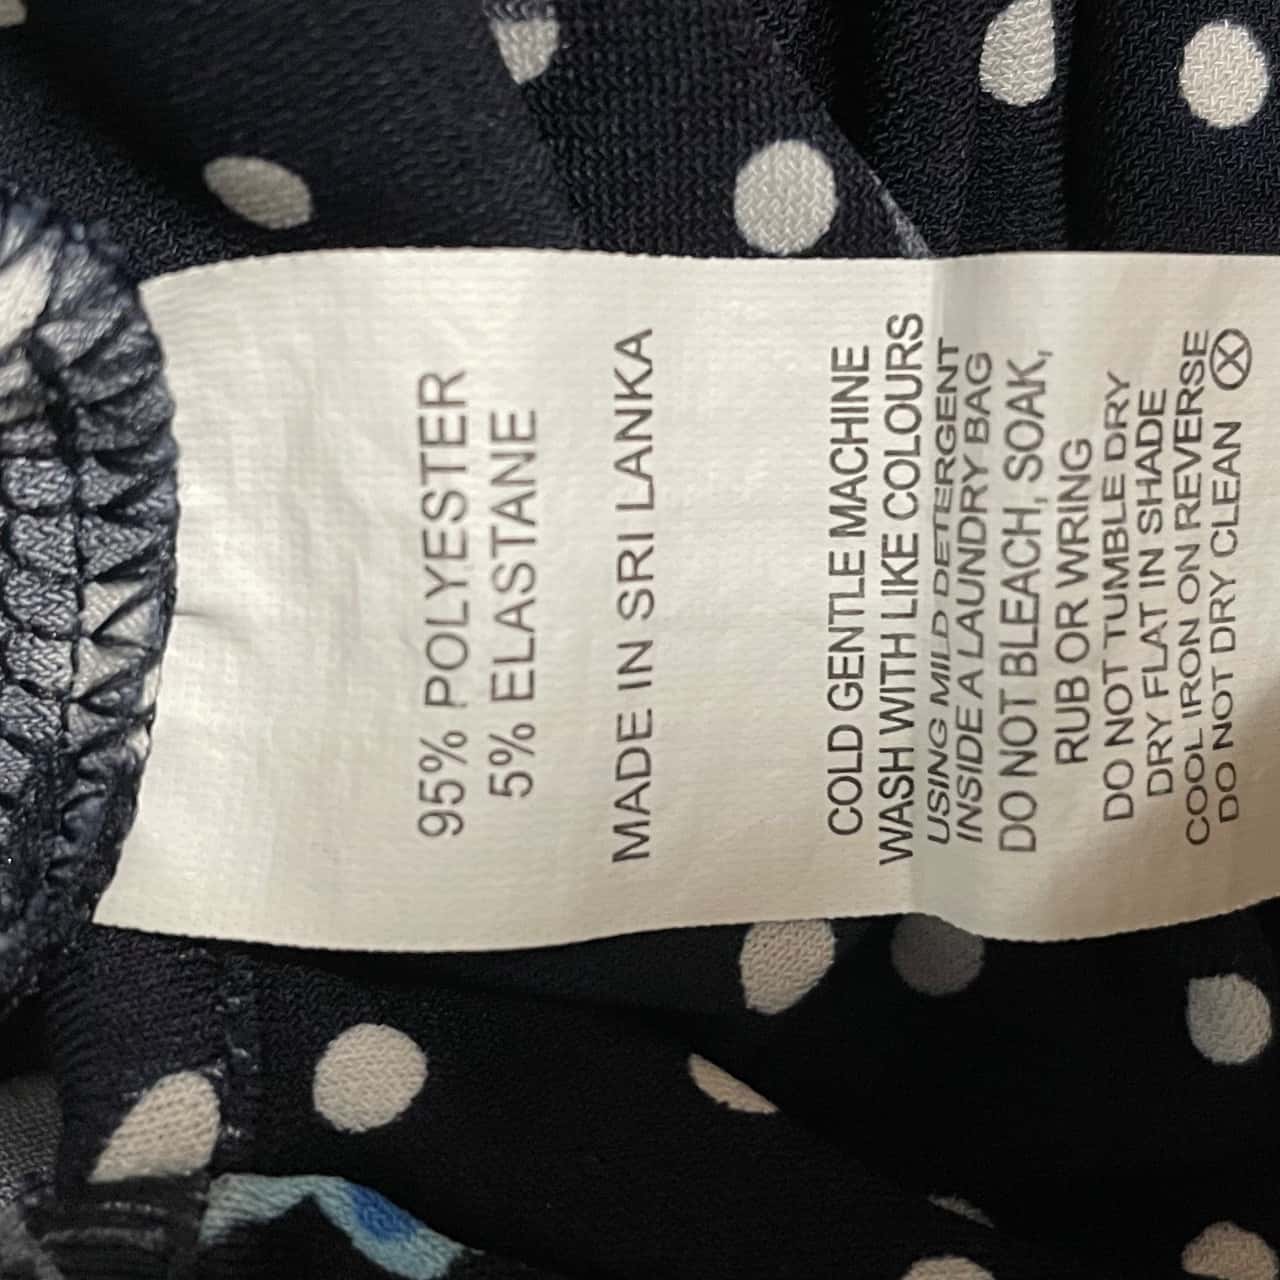 95% POLYESTER
5% ELASTANE
MADE IN SRI LANKA
COLD GENTLE MACHINE
WASH WITH LIKE COLOURS
USING MILD DETERGENT
INSIDE A LAUNDRY BAG
DO NOT BLEACH, SOAK,
RUB OR WRING
DO NOT TUMBLE DRY
DRY FLAT IN SHADE
COOL IRON ON REVERSE
DO NOT DRY CLEAN